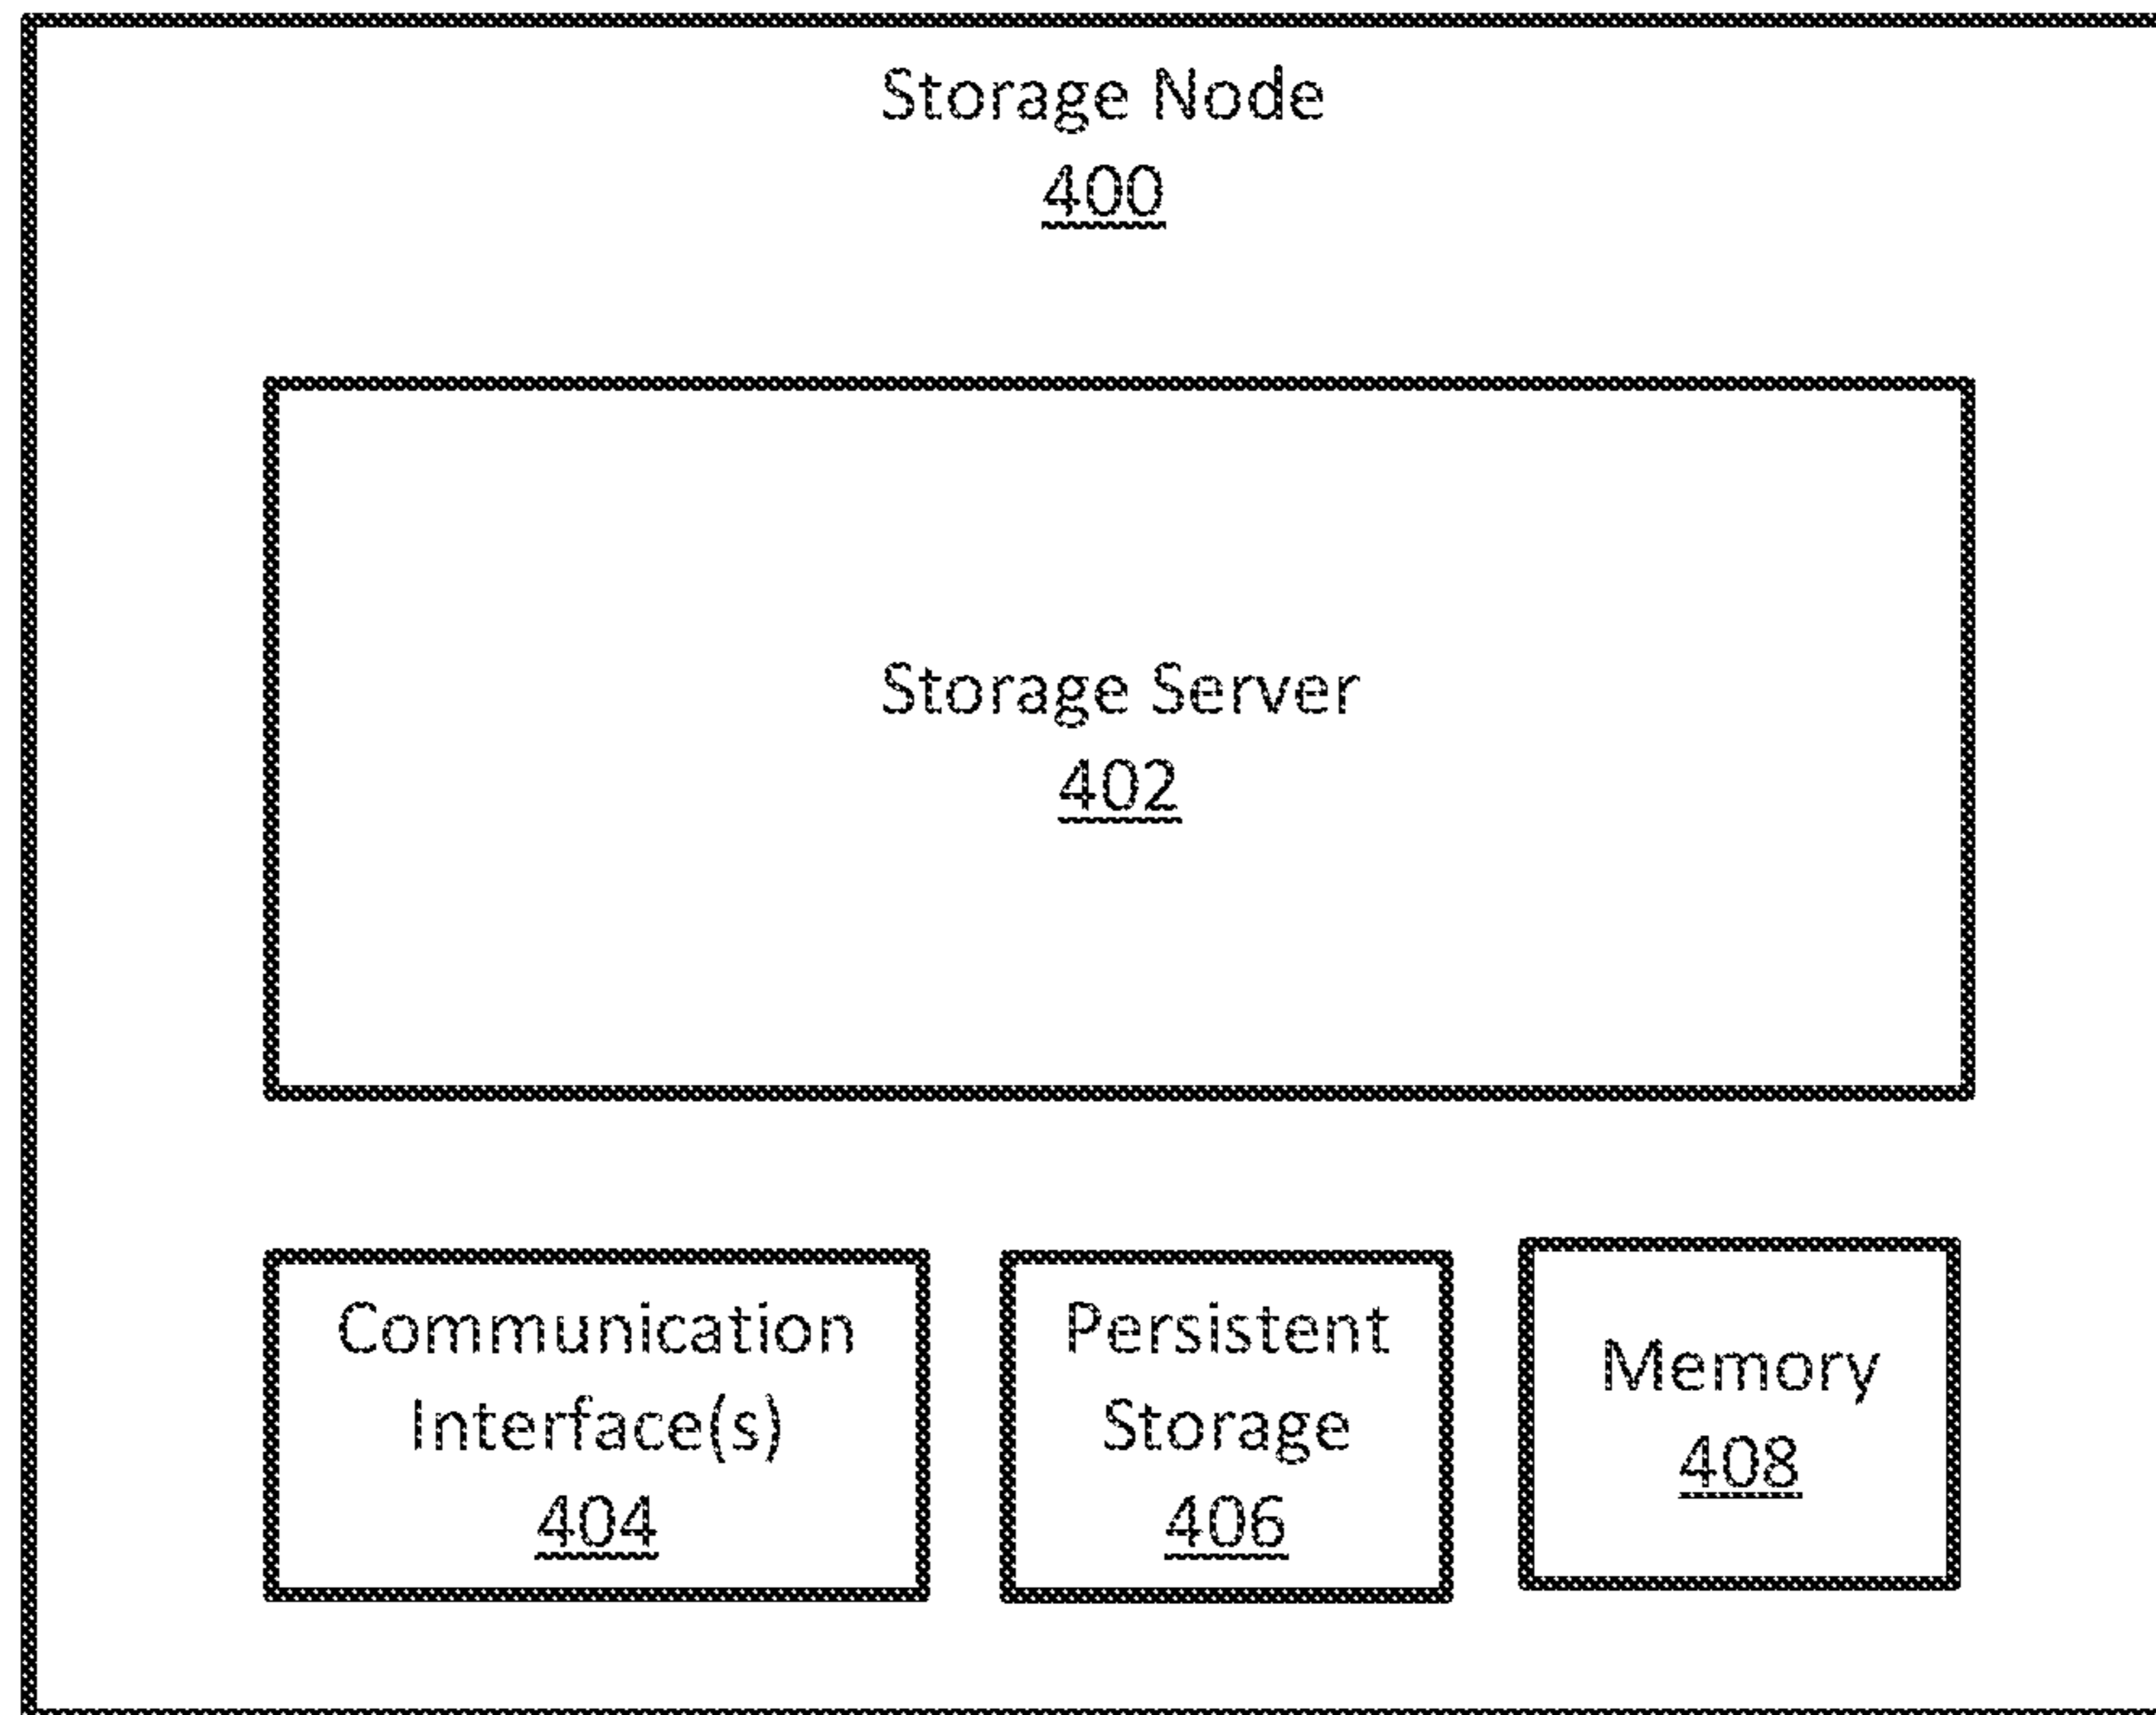 Storage Node
400
Storage Server
402
Communication
Interface(s)
404
Persistent
Storage
406
Memory
408